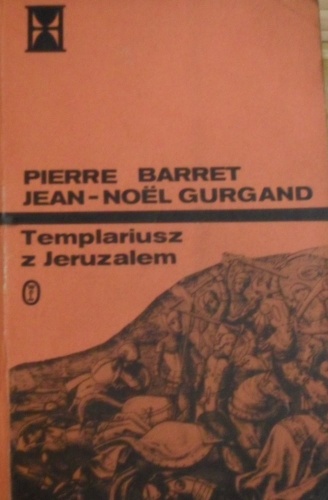 PIERRE BARRET
JEAN-NOËL GURGAND
Templariusz
z Jeruzalem